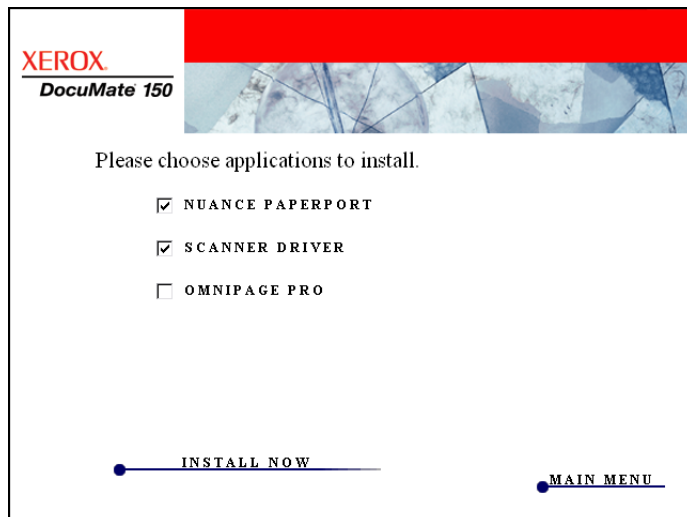 XEROX.
DocuMate 150
Please choose applications to install.
NUANCE PAPERPORT
SCANNER DRIVER
OMNIPAGE PRO
INSTALL NOW
MAIN MENU